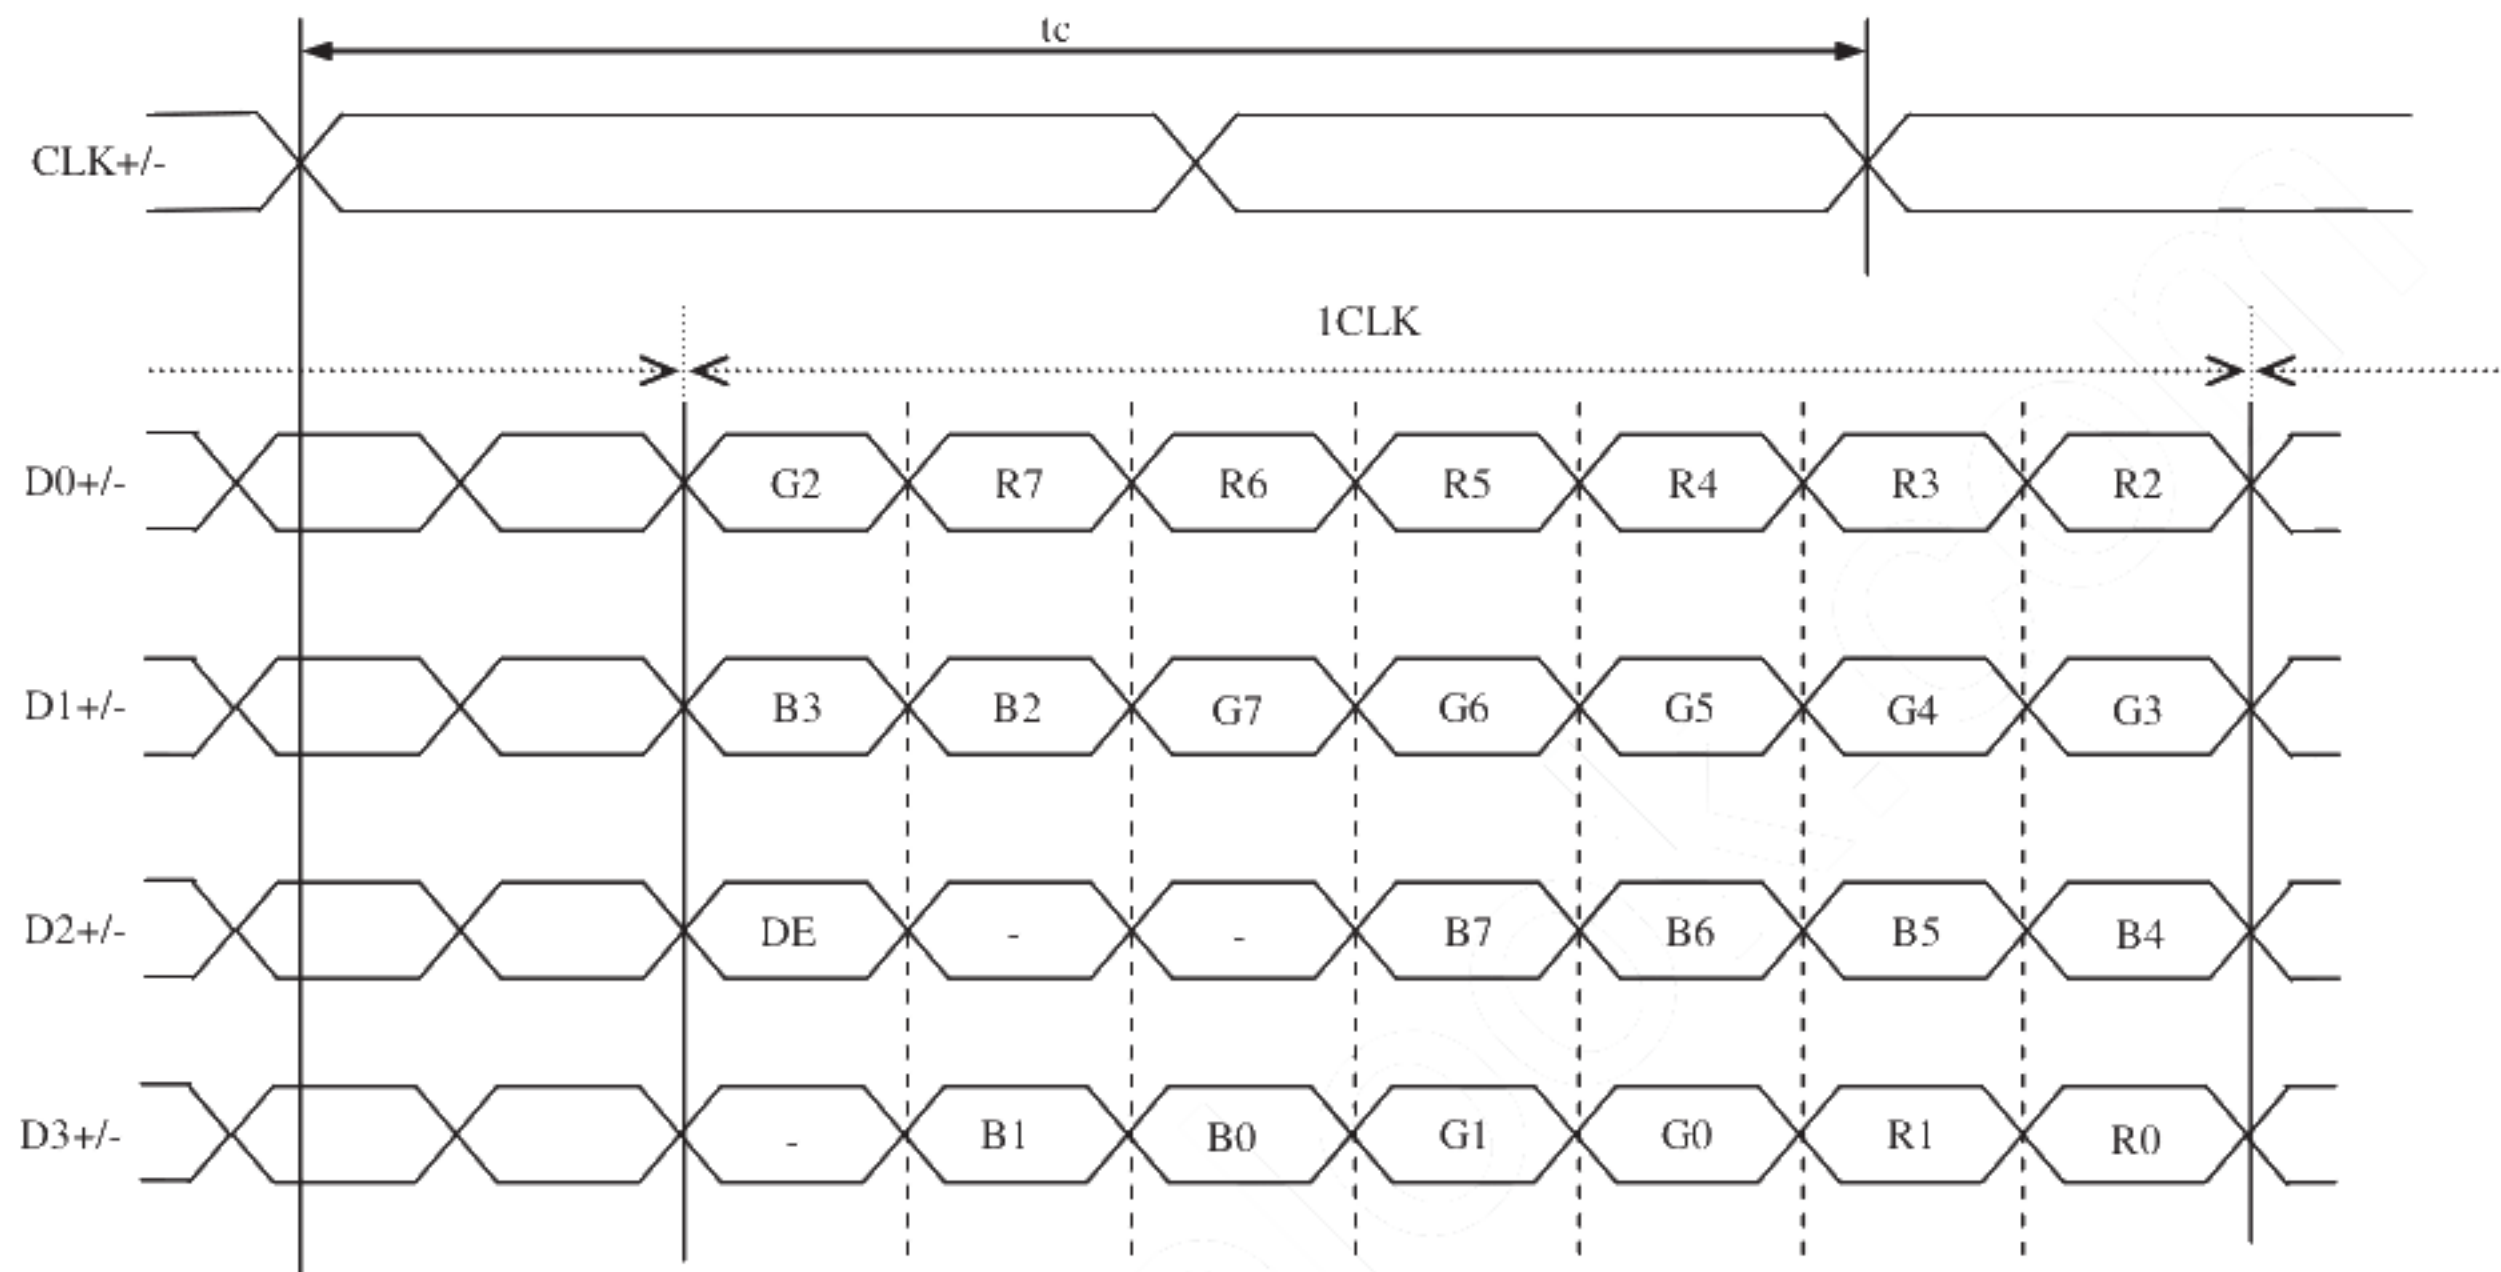 tc
CLK+/-
1CLK
D0+/- G2 R7 R6 R5 R4 R3 R2
D1+/- B3 B2 G7 G6 G5 G4 G3
D2+/- DE - - B7 B6 B5 B4
D3+/- - B1 B0 G1 G0 R1 R0